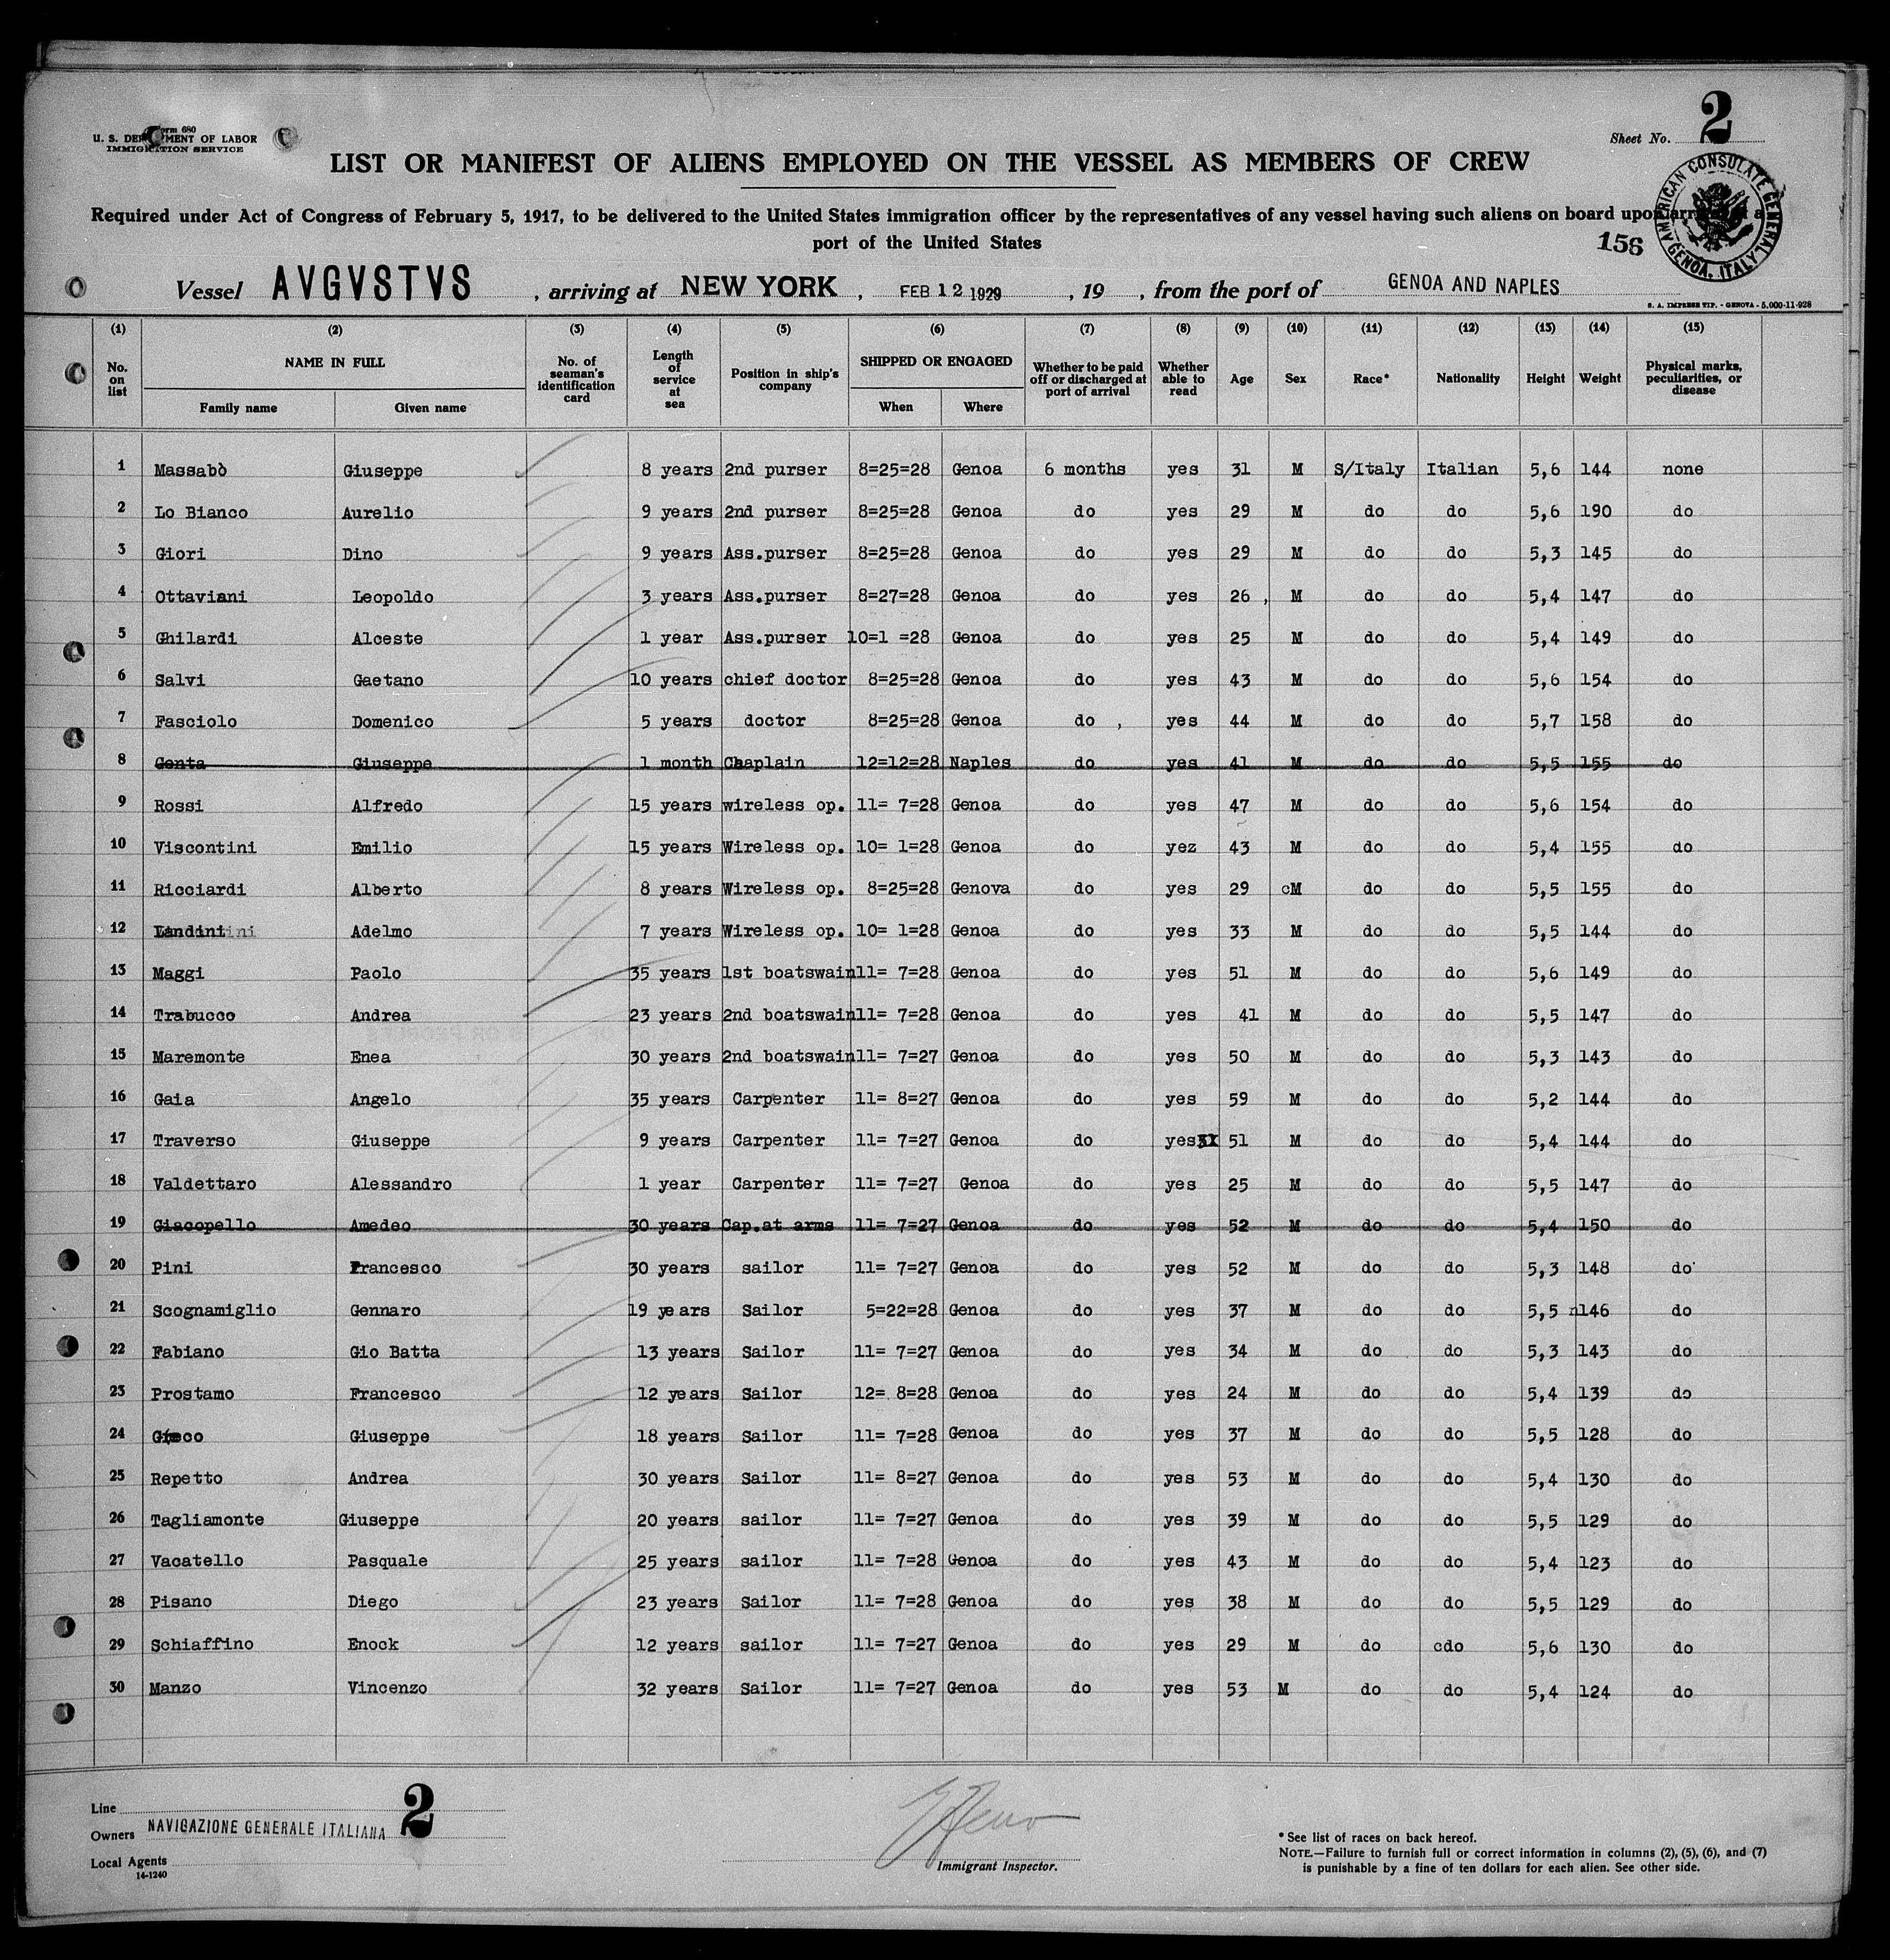 Form 680
U. S. DEPARTMENT OF LABOR
IMMIGRATION SERVICE
Sheet No. 2
LIST OR MANIFEST OF ALIENS EMPLOYED ON THE VESSEL AS MEMBERS OF CREW
Required under Act of Congress of February 5, 1917, to be delivered to the United States immigration officer by the representatives of any vessel having such aliens on board upon arrival at a
port of the United States
AMERICAN CONSULATE GENERAL GENOA, ITALY
156
Vessel AVGVSTVS, arriving at NEW YORK, FEB 12 1929, 19 , from the port of GENOA AND NAPLES
S. A. IMPRESE TIP. - GENOVA - 5.000-11-928
(1) (2) (3) (4) (5) (6) (7) (8) (9) (10) (11) (12) (13) (14) (15)
No. on list NAME IN FULL Family name Given name No. of seaman's identification card Length of service at sea Position in ship's company SHIPPED OR ENGAGED When Where Whether to be paid off or discharged at port of arrival Whether able to read Age Sex Race* Nationality Height Weight Physical marks, peculiarities, or disease
1 Massabò Giuseppe 8 years 2nd purser 8=25=28 Genoa 6 months yes 31 M S/Italy Italian 5,6 144 none
2 Lo Bianco Aurelio 9 years 2nd purser 8=25=28 Genoa do yes 29 M do do 5,6 190 do
3 Giori Dino 9 years Ass.purser 8=25=28 Genoa do yes 29 M do do 5,3 145 do
4 Ottaviani Leopoldo 3 years Ass.purser 8=27=28 Genoa do yes 26 , M do do 5,4 147 do
5 Ghilardi Alceste 1 year Ass.purser 10=1 =28 Genoa do yes 25 M do do 5,4 149 do
6 Salvi Gaetano 10 years chief doctor 8=25=28 Genoa do yes 43 M do do 5,6 154 do
7 Fasciolo Domenico 5 years doctor 8=25=28 Genoa do , yes 44 M do do 5,7 158 do
8 Genta Giuseppe 1 month Chaplain 12=12=28 Naples do yes 41 M do do 5,5 155 do
9 Rossi Alfredo 15 years wireless op. 11= 7=28 Genoa do yes 47 M do do 5,6 154 do
10 Viscontini Emilio 15 years Wireless op. 10= 1=28 Genoa do yez 43 M do do 5,4 155 do
11 Ricciardi Alberto 8 years Wireless op. 8=25=28 Genova do yes 29 cM do do 5,5 155 do
12 Landini Adelmo 7 years Wireless op. 10= 1=28 Genoa do yes 33 M do do 5,5 144 do
13 Maggi Paolo 35 years 1st boatswain 11= 7=28 Genoa do yes 51 M do do 5,6 149 do
14 Trabucco Andrea 23 years 2nd boatswain 11= 7=28 Genoa do yes 41 M do do 5,5 147 do
15 Maremonte Enea 30 years 2nd boatswain 11= 7=27 Genoa do yes 50 M do do 5,3 143 do
16 Gaia Angelo 35 years Carpenter 11= 8=27 Genoa do yes 59 M do do 5,2 144 do
17 Traverso Giuseppe 9 years Carpenter 11= 7=27 Genoa do yes 51 M do do 5,4 144 do
18 Valdettaro Alessandro 1 year Carpenter 11= 7=27 Genoa do yes 25 M do do 5,5 147 do
19 Giacopello Amedeo 30 years Cap.at arms 11= 7=27 Genoa do yes 52 M do do 5,4 150 do
20 Pini Francesco 30 years sailor 11= 7=27 Genoa do yes 52 M do do 5,3 148 do
21 Scognamiglio Gennaro 19 years Sailor 5=22=28 Genoa do yes 37 M do do 5,5 n146 do
22 Fabiano Gio Batta 13 years Sailor 11= 7=27 Genoa do yes 34 M do do 5,3 143 do
23 Prostamo Francesco 12 years Sailor 12= 8=28 Genoa do yes 24 M do do 5,4 139 do
24 Greco Giuseppe 18 years Sailor 11= 7=28 Genoa do yes 37 M do do 5,5 128 do
25 Repetto Andrea 30 years Sailor 11= 8=27 Genoa do yes 53 M do do 5,4 130 do
26 Tagliamonte Giuseppe 20 years sailor 11= 7=27 Genoa do yes 39 M do do 5,5 129 do
27 Vacatello Pasquale 25 years sailor 11= 7=28 Genoa do yes 43 M do do 5,4 123 do
28 Pisano Diego 23 years Sailor 11= 7=28 Genoa do yes 38 M do do 5,5 129 do
29 Schiaffino Enock 12 years sailor 11= 7=27 Genoa do yes 29 M do cdo 5,6 130 do
30 Manzo Vincenzo 32 years Sailor 11= 7=27 Genoa do yes 53 M do do 5,4 124 do
Line
Owners NAVIGAZIONE GENERALE ITALIANA 2
Local Agents
14-1240
Immigrant Inspector.
*See list of races on back hereof.
NOTE.—Failure to furnish full or correct information in columns (2), (5), (6), and (7)
is punishable by a fine of ten dollars for each alien. See other side.